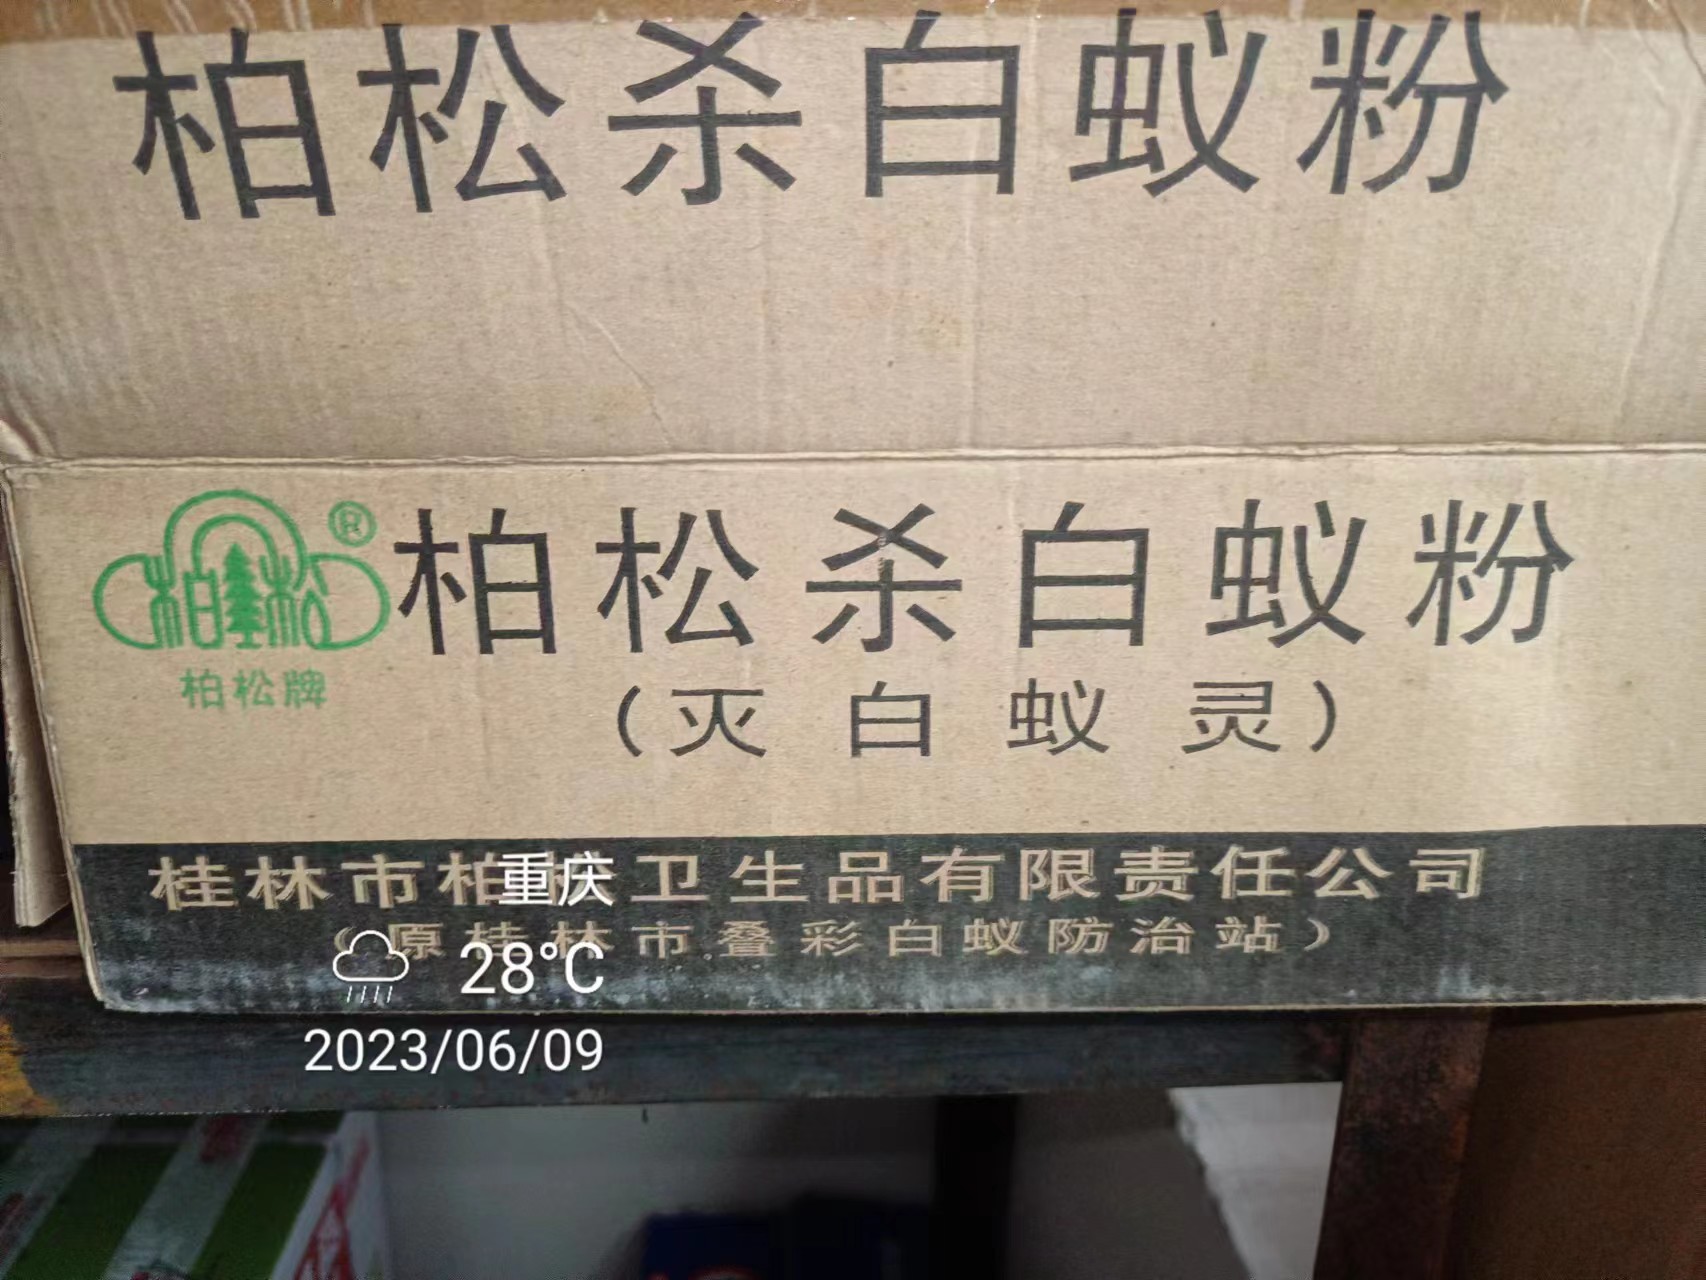 柏松杀白蚁粉
®
柏松
柏松牌
柏松杀白蚁粉
(灭白蚁灵)
桂林市柏 卫生品有限责任公司
(原桂林市叠彩白蚁防治站)
重庆
28°C
2023/06/09